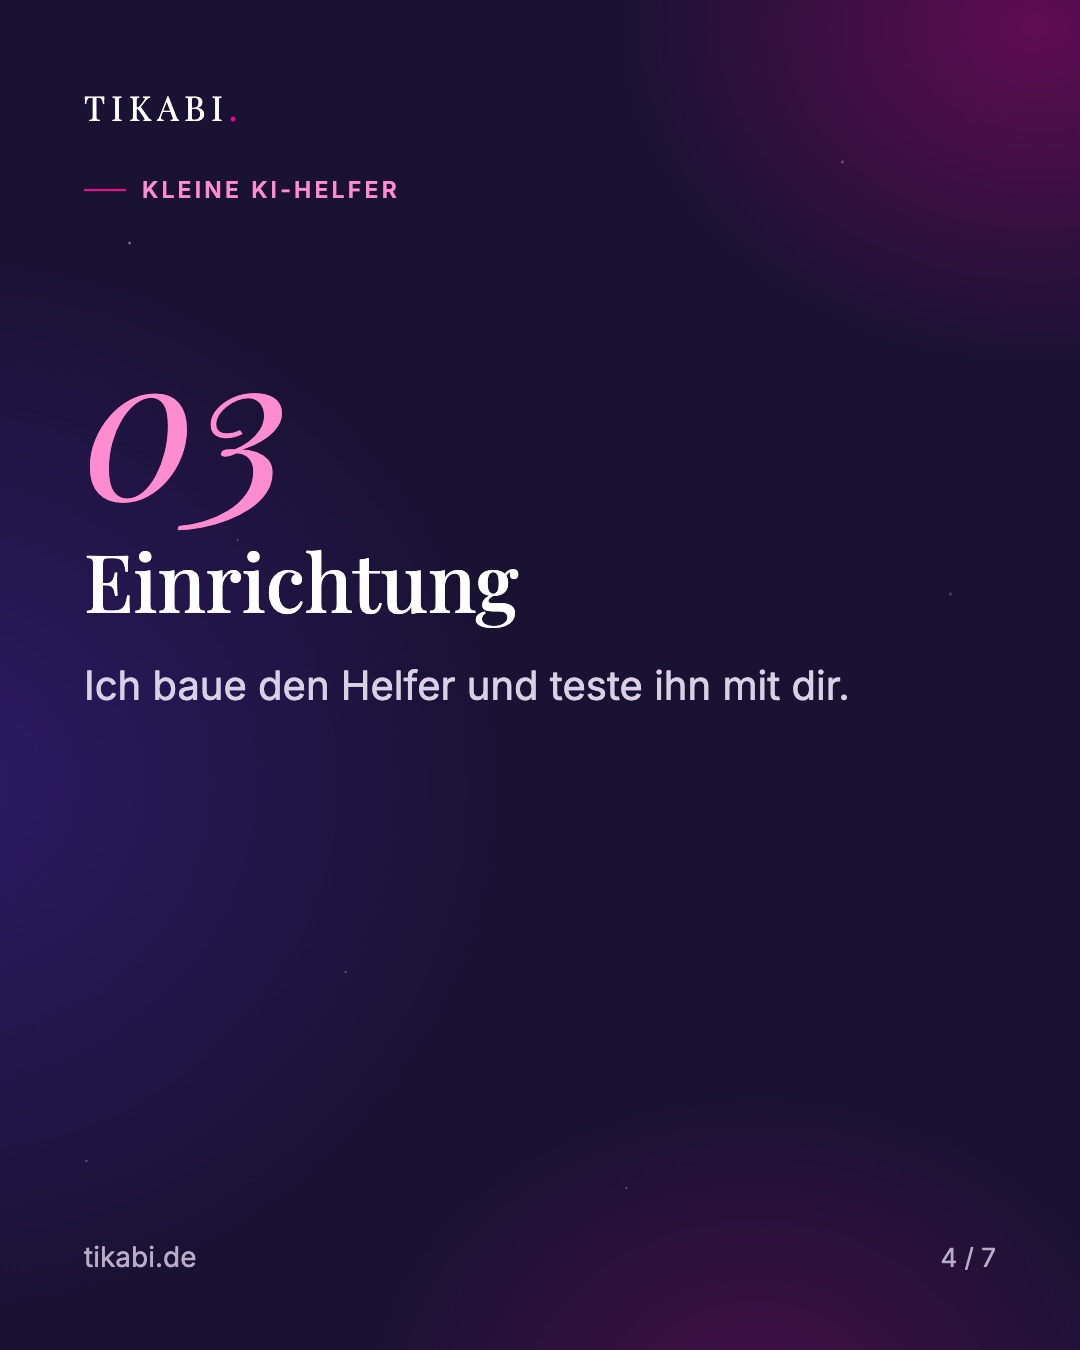 TIKABI.
KLEINE KI-HELFER
03
Einrichtung
Ich baue den Helfer und teste ihn mit dir.
tikabi.de
4 / 7